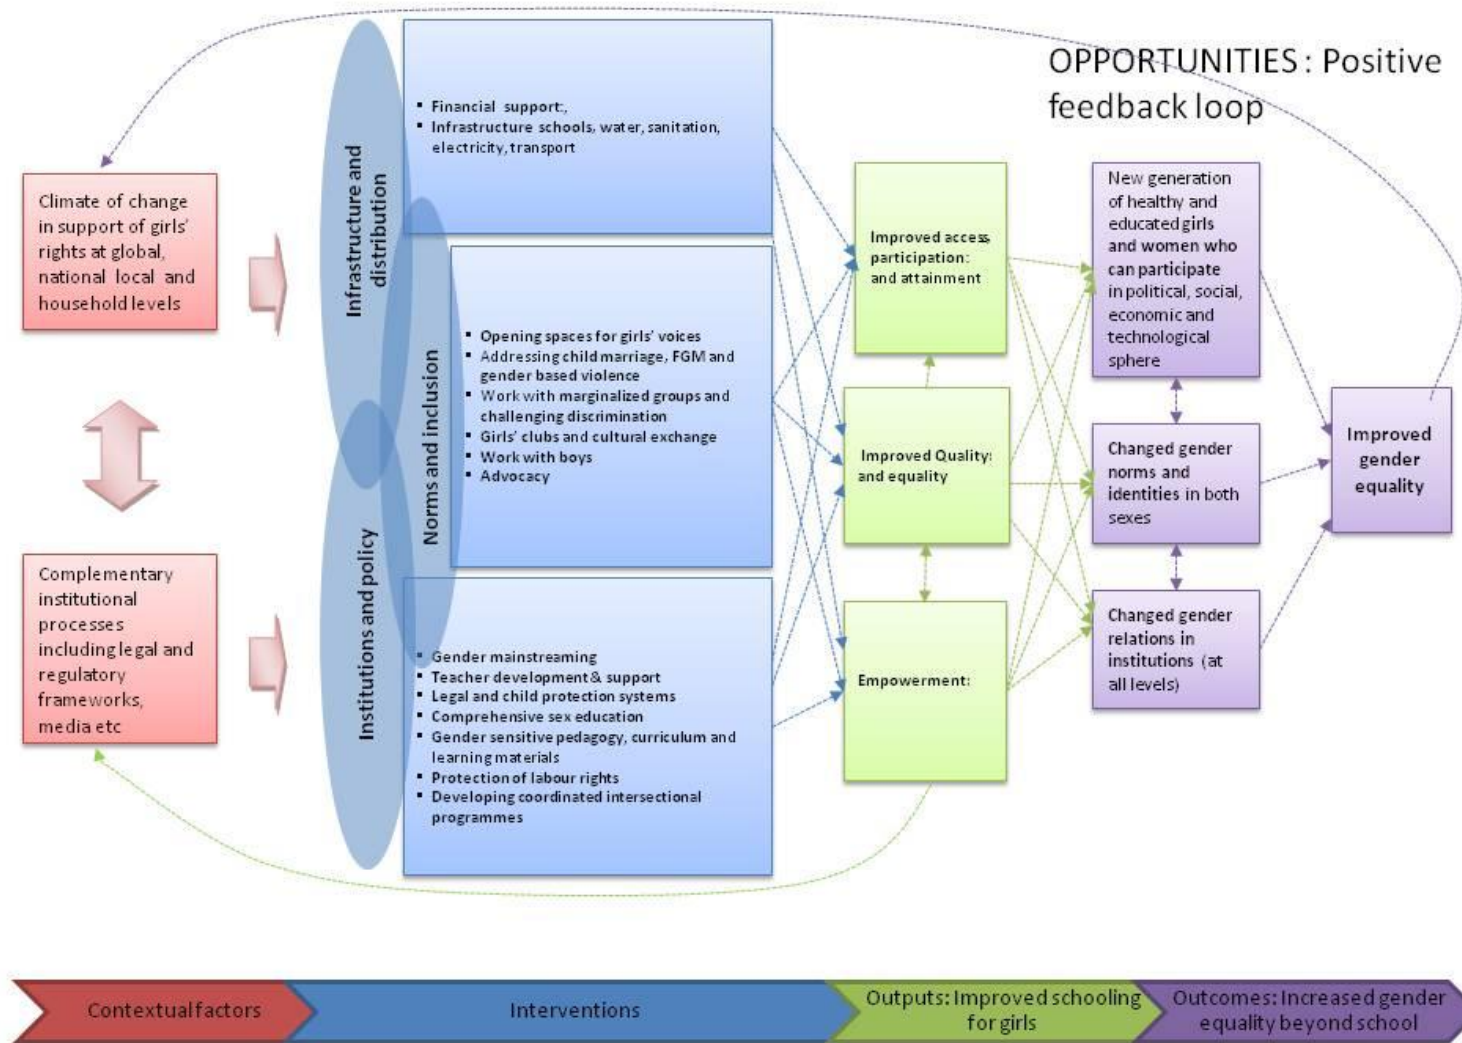 OPPORTUNITIES : Positive
feedback loop
Climate of change
in support of girls'
rights at global,
national local and
household levels
Complementary
institutional
processes
including legal and
regulatory
frameworks,
media etc
Infrastructure and
distribution
Norms and inclusion
Institutions and policy
▪ Financial support:,
▪ Infrastructure schools, water, sanitation,
electricity, transport
▪ Opening spaces for girls' voices
▪ Addressing child marriage, FGM and
gender based violence
▪ Work with marginalized groups and
challenging discrimination
▪ Girls' clubs and cultural exchange
▪ Work with boys
▪ Advocacy
▪ Gender mainstreaming
▪ Teacher development & support
▪ Legal and child protection systems
▪ Comprehensive sex education
▪ Gender sensitive pedagogy, curriculum and
learning materials
▪ Protection of labour rights
▪ Developing coordinated intersectional
programmes
Improved access,
participation:
and attainment
Improved Quality:
and equality
Empowerment:
New generation
of healthy and
educated girls
and women who
can participate
in political, social,
economic and
technological
sphere
Changed gender
norms and
identities in both
sexes
Changed gender
relations in
institutions (at
all levels)
Improved
gender
equality
Contextual factors
Interventions
Outputs: Improved schooling
for girls
Outcomes: Increased gender
equality beyond school